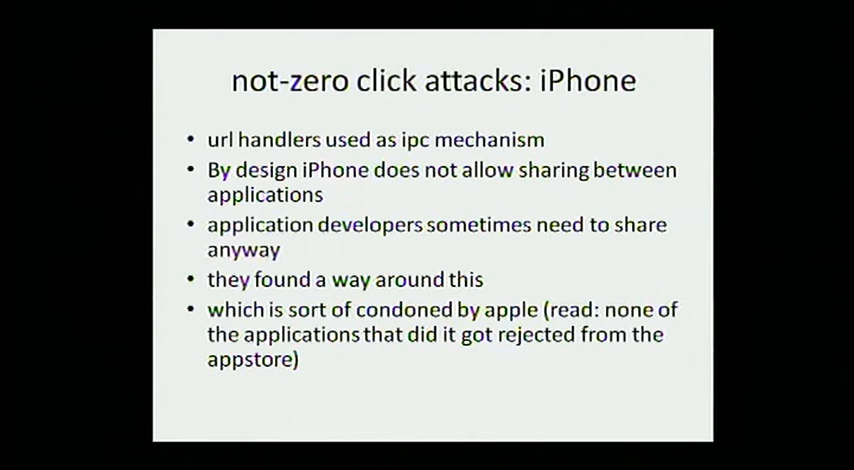 not-zero click attacks: iPhone
• url handlers used as ipc mechanism
• By design iPhone does not allow sharing between
applications
• application developers sometimes need to share
anyway
• they found a way around this
• which is sort of condoned by apple (read: none of
the applications that did it got rejected from the
appstore)